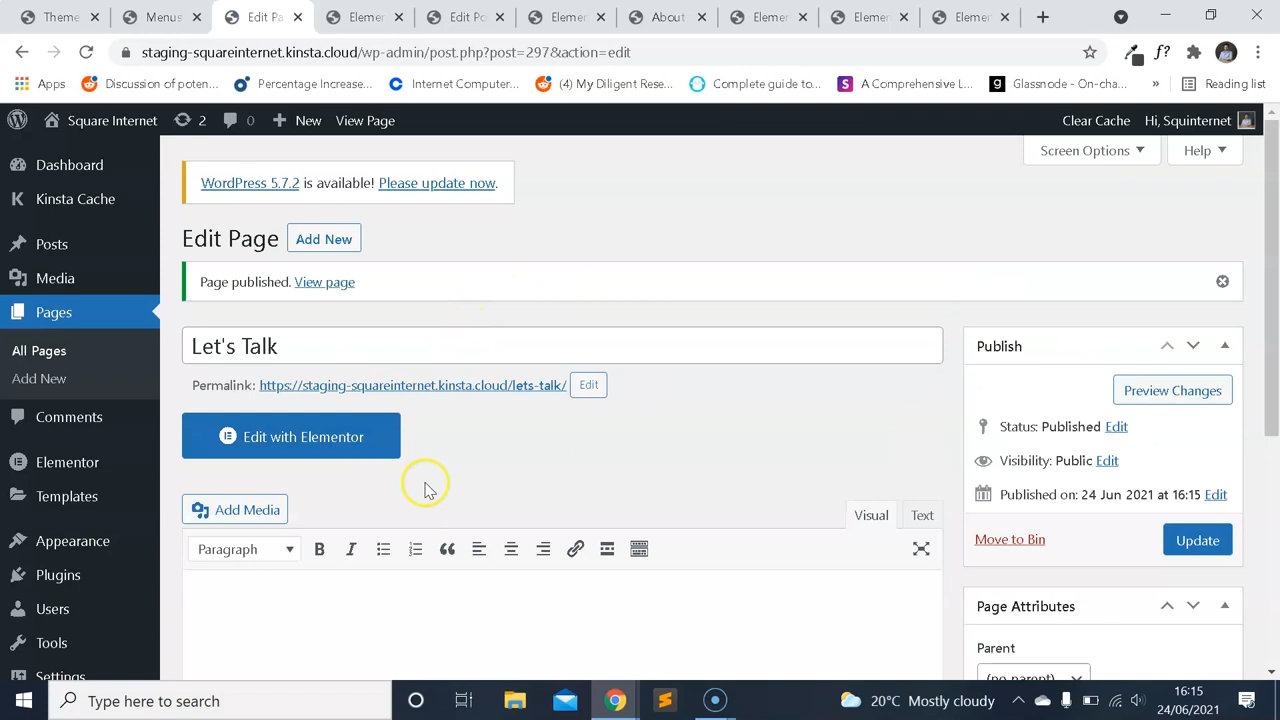 Theme
Menus
Edit Pa
Elemer
Edit Po
Elemen
About
Elemer
Elemer
Elemer
staging-squareinternet.kinsta.cloud/wp-admin/post.php?post=297&action=edit
f?
Apps
Discussion of poten...
Percentage Increase...
Internet Computer...
(4) My Diligent Rese...
Complete guide to...
A Comprehensive L...
Glassnode - On-cha...
»
Reading list
Square Internet
2
0
New
View Page
Clear Cache
Hi, Squinternet
Screen Options
Help
Dashboard
Kinsta Cache
Posts
Media
Pages
All Pages
Add New
Comments
Elementor
Templates
Appearance
Plugins
Users
Tools
Settings
WordPress 5.7.2 is available! Please update now.
Edit Page
Add New
Page published. View page
Let's Talk
Permalink: https://staging-squareinternet.kinsta.cloud/lets-talk/
Edit
Edit with Elementor
Add Media
Visual
Text
Paragraph
Publish
Preview Changes
Status: Published Edit
Visibility: Public Edit
Published on: 24 Jun 2021 at 16:15 Edit
Move to Bin
Update
Page Attributes
Parent
(no parent)
Type here to search
20°C Mostly cloudy
16:15
24/06/2021